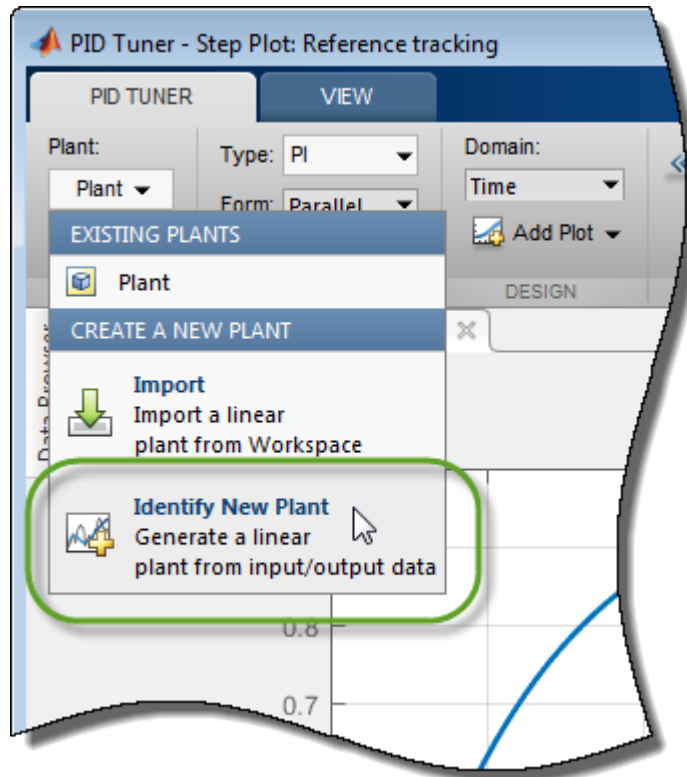 PID Tuner - Step Plot: Reference tracking
PID TUNER
VIEW
Plant:
Type: PI
Domain:
Plant
Form: Parallel
Time
Add Plot
EXISTING PLANTS
Plant
DESIGN
CREATE A NEW PLANT
Data Browser
Import
Import a linear
plant from Workspace
Identify New Plant
Generate a linear
plant from input/output data
0.8
0.7